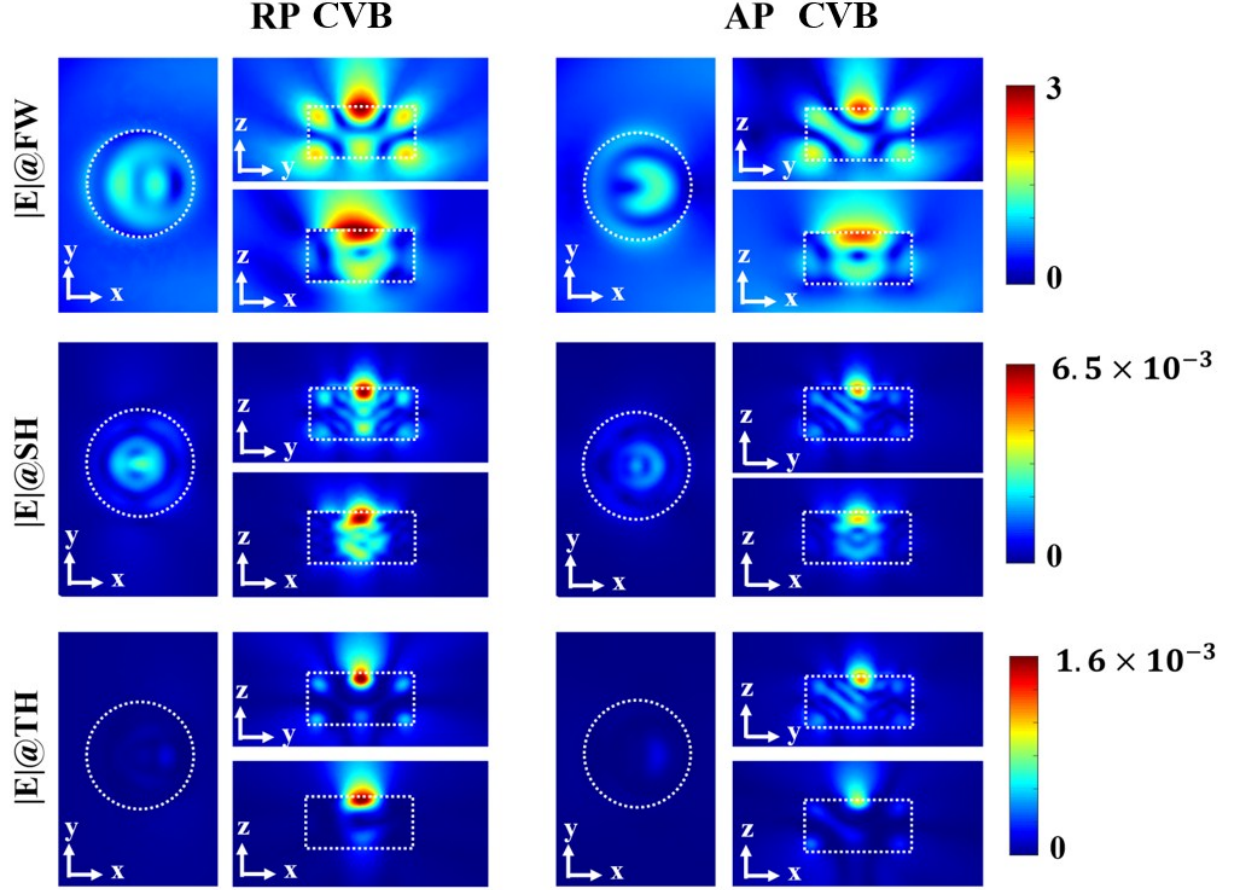 RP CVB
AP CVB
|E|@FW
y
x
z
y
z
x
y
x
z
y
z
x
3
0
|E|@SH
y
x
z
y
z
x
y
x
z
y
z
x
6.5 × 10⁻³
0
|E|@TH
y
x
z
y
z
x
y
x
z
y
z
x
1.6 × 10⁻³
0